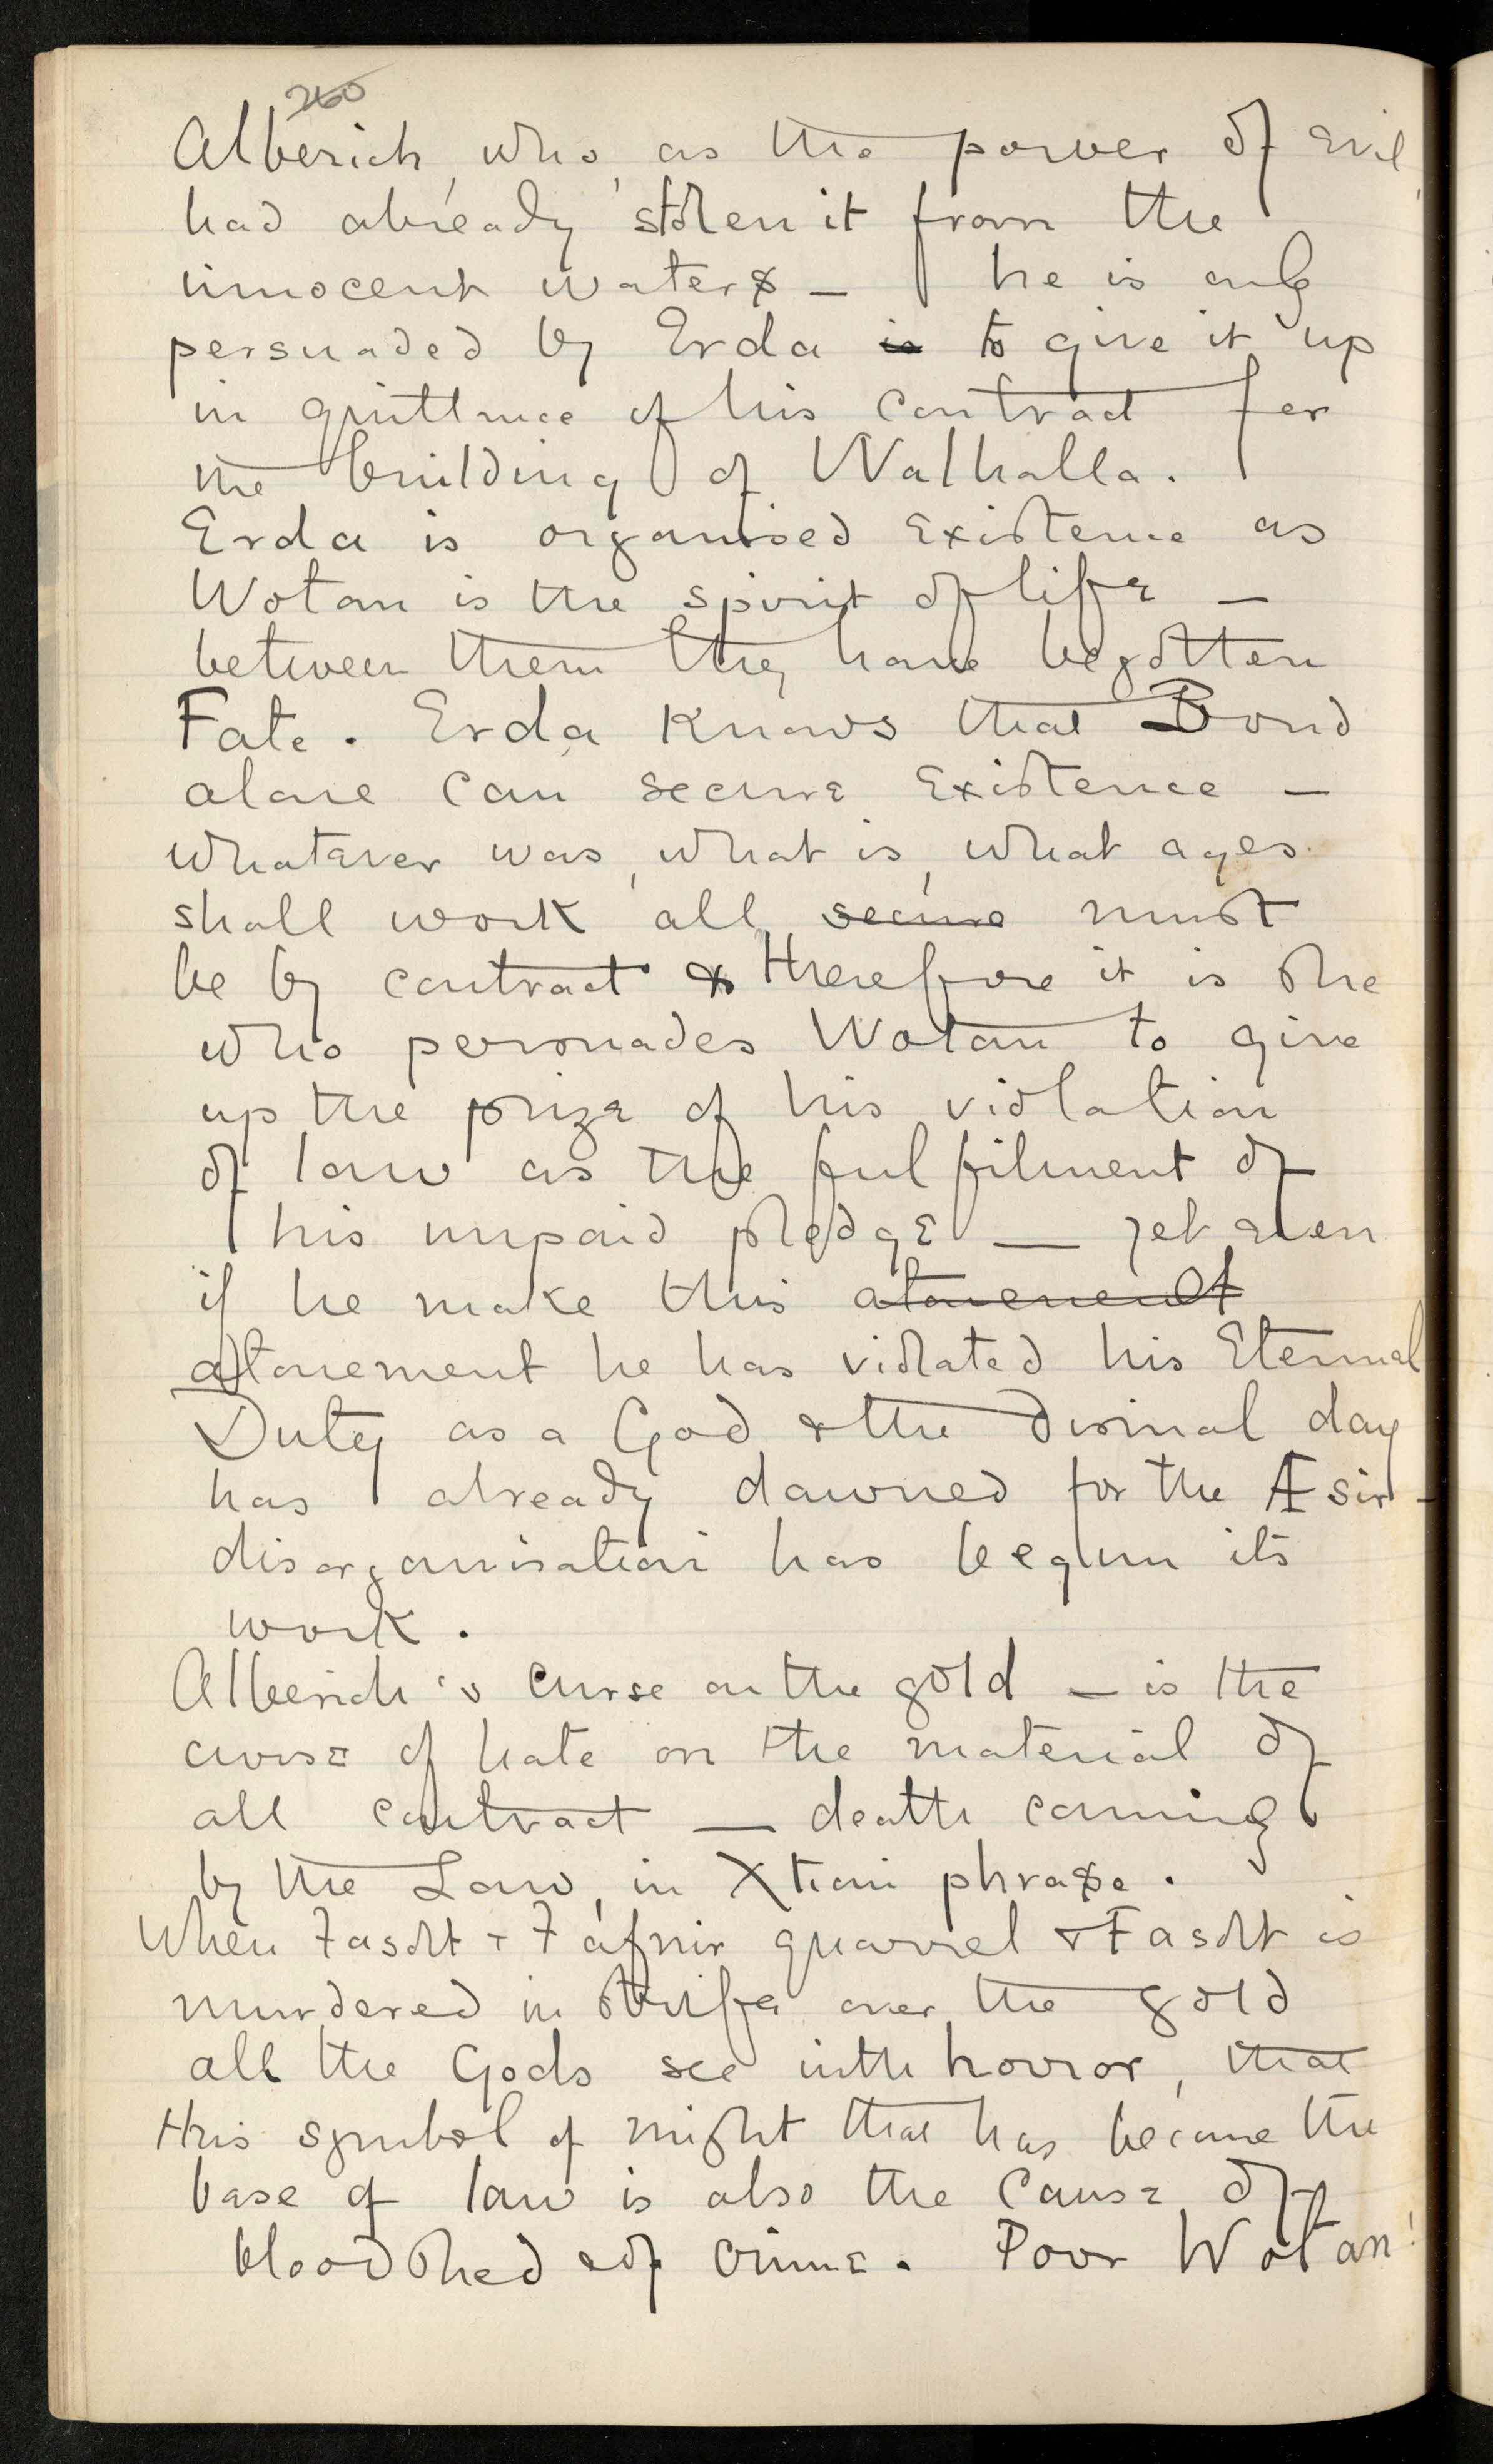 260
Alberich, who, as the power of Evil,
had already stolen it from the
innocent waters — he is only
persuaded by Erda is to give it up
in quittance of his contract for
the building of Walhalla.
Erda is organised Existence as
Wotan is the spirit of life —
between them they have begotten
Fate. Erda knows that Bond
alone can secure Existence —
whatever was, what is, what ages
shall work all secure must
be by contract & therefore it is she
who persuades Wotan to give
up the prize of his violation
of law as the fulfilment of
his unpaid pledge — yet even
if he make this atonement
atonement he has violated his Eternal
Duty as a God & the dismal day
has already dawned for the Æsir —
disorganisation has begun its
work.
Alberich's curse on the gold — is the
curse of hate on the material of
all contract — death coming
by the Law, in Xtian phrase.
When Fasolt & Fafnir quarrel & Fasolt is
murdered in strife over the gold
all the Gods see with horror, that
this symbol of might that has become the
base of law is also the cause of
bloodshed & of crime. Poor Wotan!